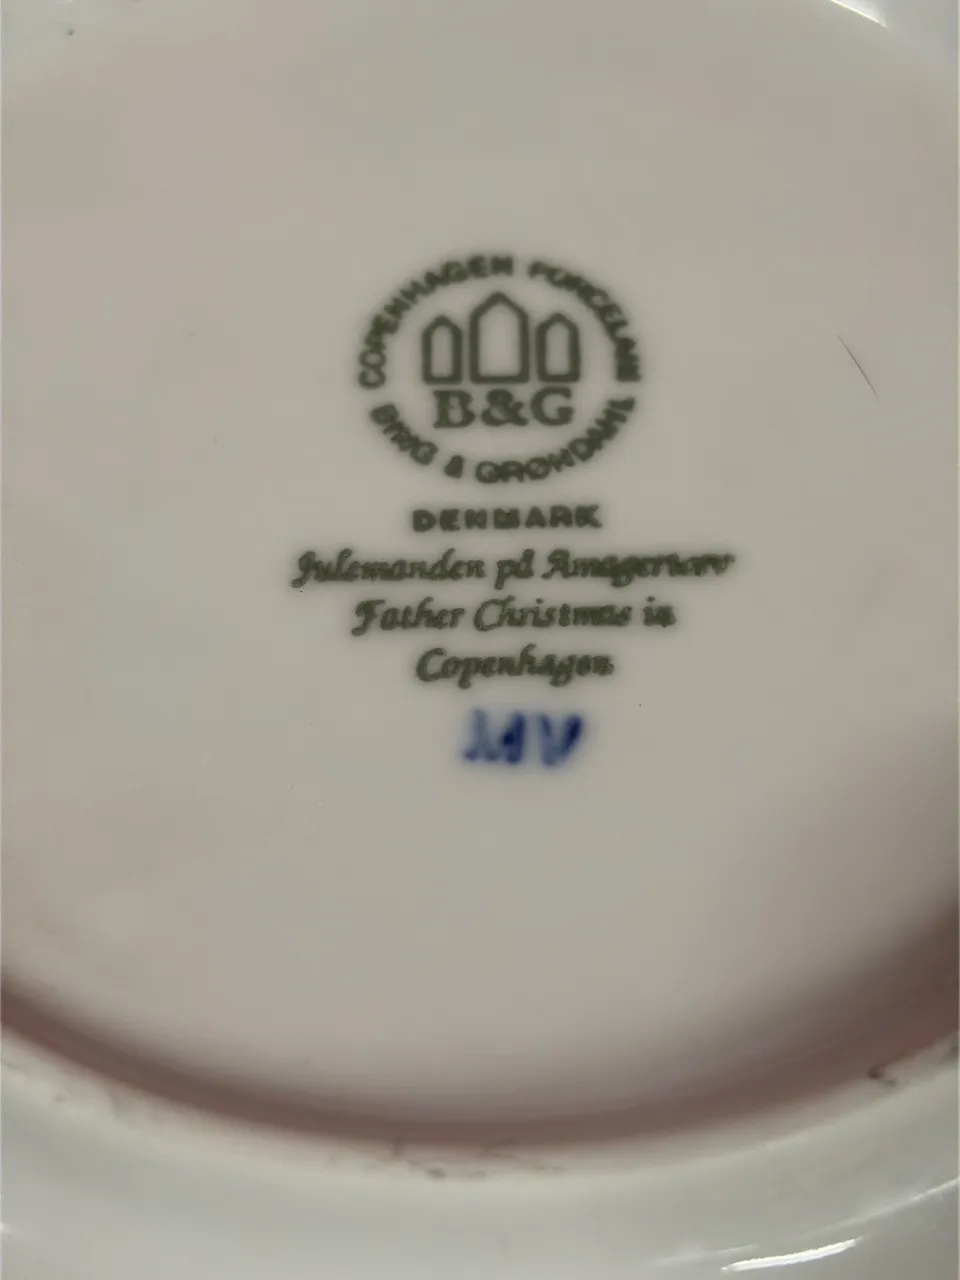 COPENHAGEN PORCELAIN
B&G
BING & GRØNDAHL
DENMARK
Julemanden på Amagertorv
Father Christmas in
Copenhagen
MV